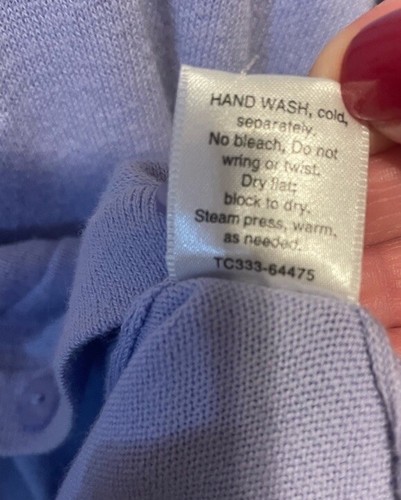 HAND WASH, cold,
separately.
No bleach, Do not
wring or twist.
Dry flat;
block to dry.
Steam press, warm,
as needed.
TC333-64475